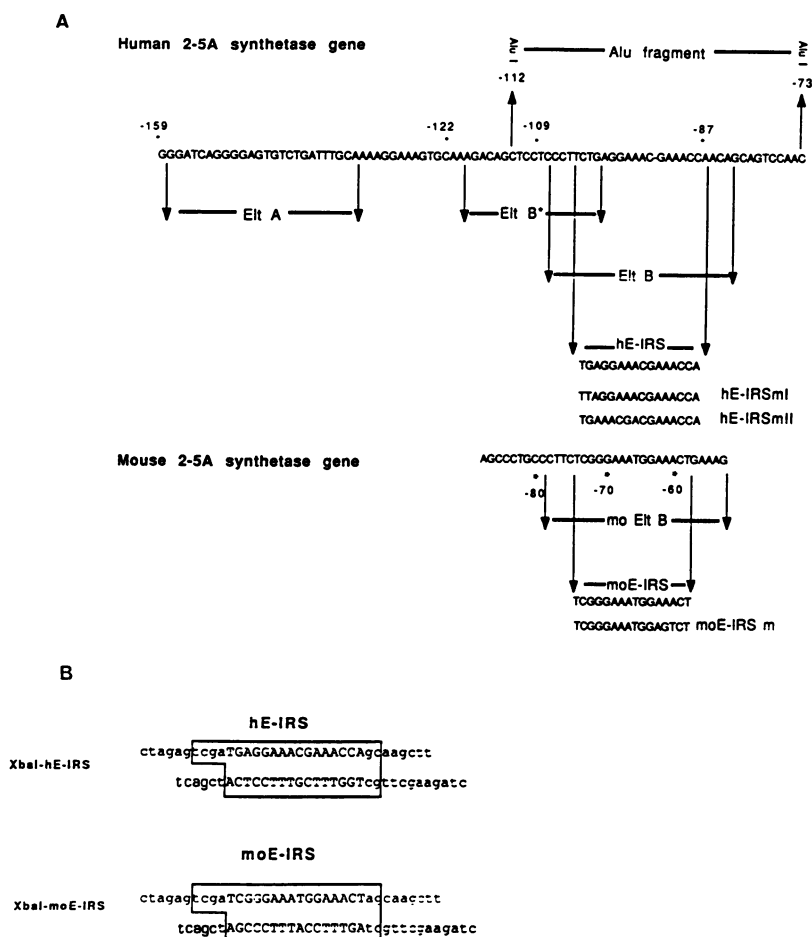 A
Human 2-5A synthetase gene
Alu I
Alu fragment
Alu I
-112
-73
-159
-122
-109
-87
GGGATCAGGGGAGTGTCTGATTTGCAAAAGGAAAGTGCAAAGACAGCTCCTCCCTTCTGAGGAAAC-GAAACCAACAGCAGTCCAAC
Elt A
Elt B*
Elt B
hE-IRS
TGAGGAAACGAAACCA
TTAGGAAACGAAACCA hE-IRSmI
TGAAACGACGAAACCA hE-IRSmII
Mouse 2-5A synthetase gene
AGCCCTGCCCTTCTCGGGAAATGGAAACTGAAAG
-80
-70
-60
mo Elt B
moE-IRS
TCGGGAAATGGAAACT
TCGGGAAATGGAGTCT moE-IRS m
B
hE-IRS
XbaI-hE-IRS
ctagagtcgaTGAGGAAACGAAACCAgcaagctt
tcagctACTCCTTTGCTTTGGTcgttcgaagatc
moE-IRS
XbaI-moE-IRS
ctagagtcgaTCGGGAAATGGAAACTagcaagctt
tcagctAGCCCTTTACCTTTGAtcgttcgaagatc